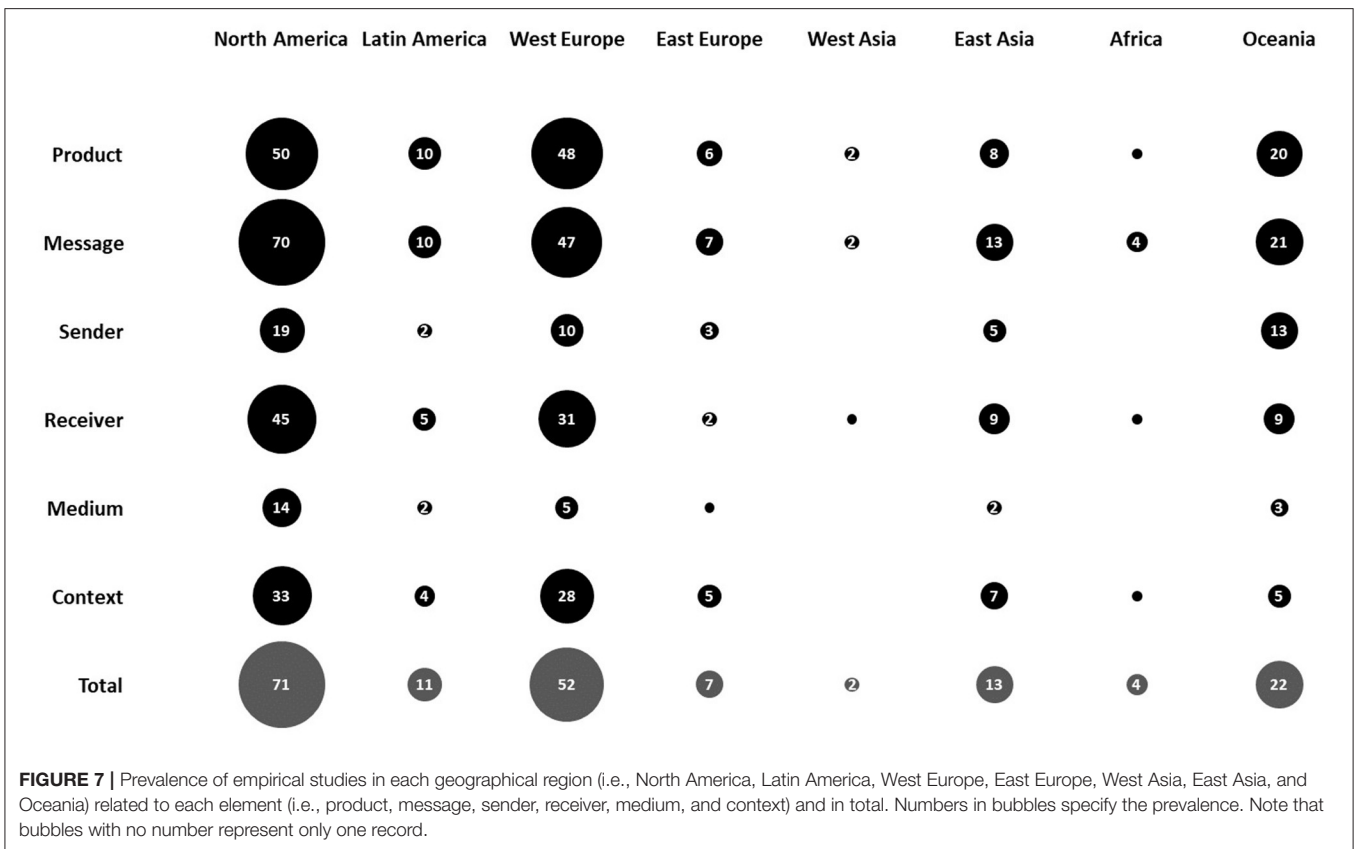 North America Latin America West Europe East Europe West Asia East Asia Africa Oceania
Product 50 10 48 6 2 8 20
Message 70 10 47 7 2 13 4 21
Sender 19 2 10 3 5 13
Receiver 45 5 31 2 9 9
Medium 14 2 5 2 3
Context 33 4 28 5 7 5
Total 71 11 52 7 2 13 4 22
FIGURE 7 | Prevalence of empirical studies in each geographical region (i.e., North America, Latin America, West Europe, East Europe, West Asia, East Asia, and
Oceania) related to each element (i.e., product, message, sender, receiver, medium, and context) and in total. Numbers in bubbles specify the prevalence. Note that
bubbles with no number represent only one record.